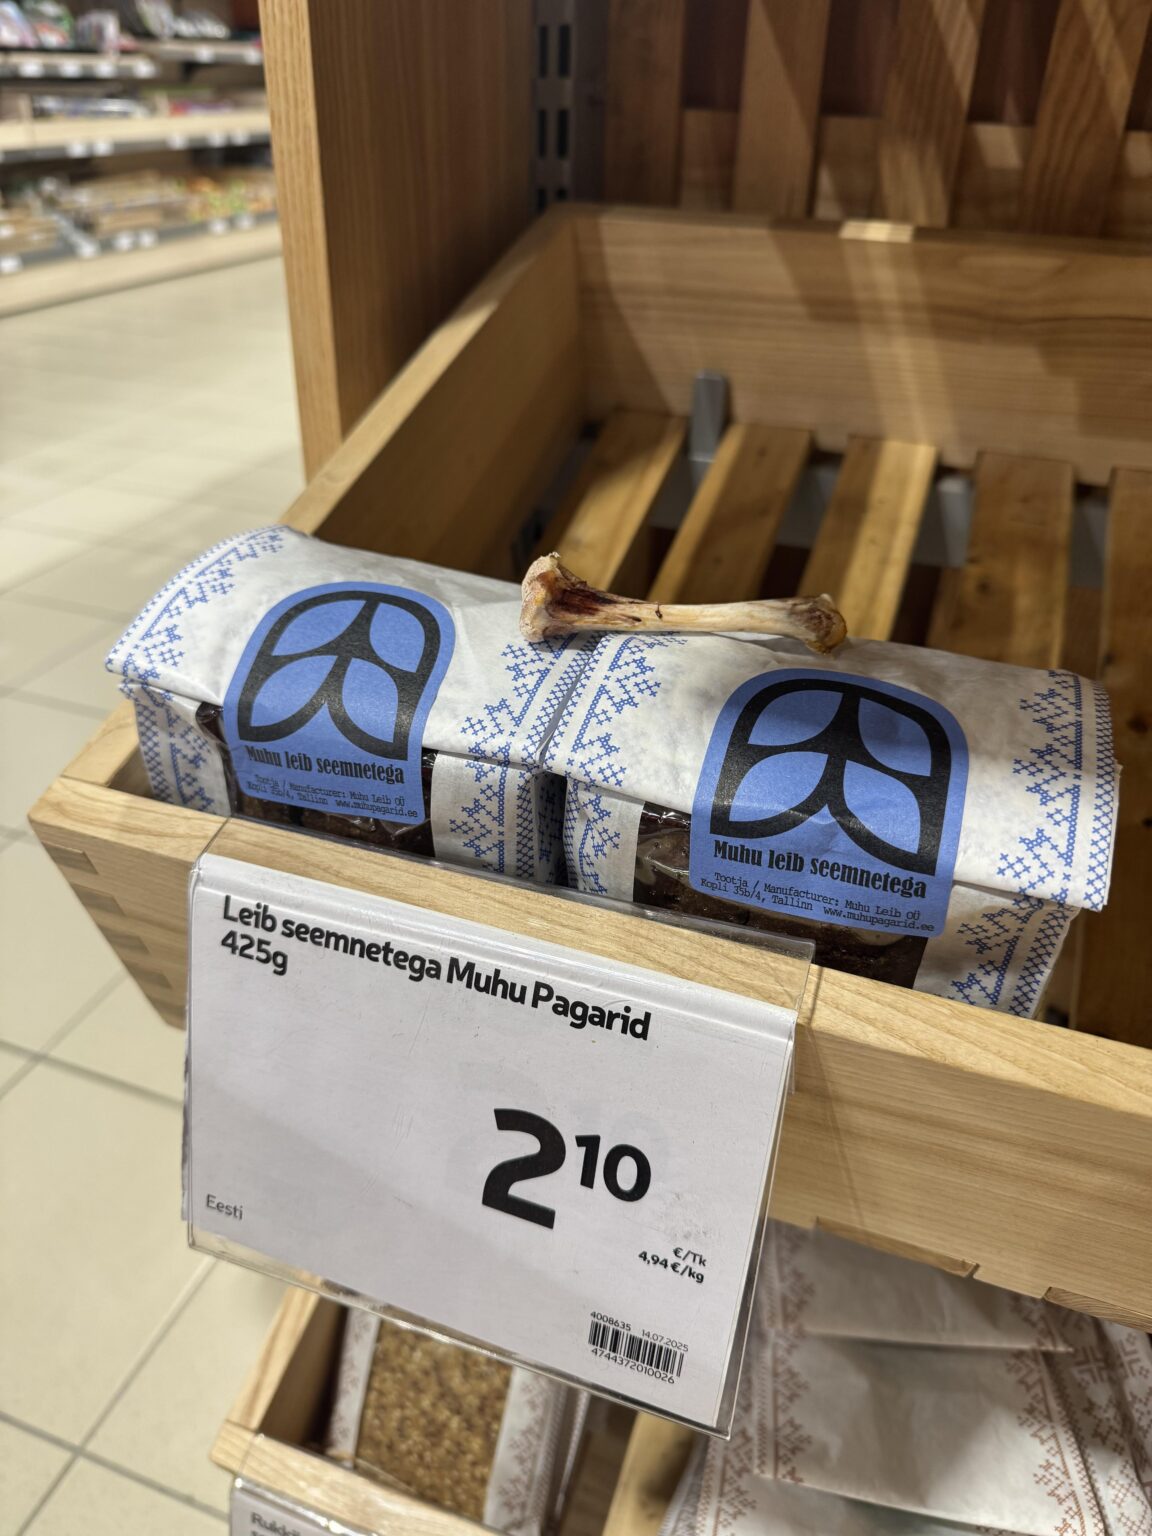 Muhu leib seemnetega
Tootja / Manufacturer: Muhu Leib OÜ
Kopli 35b/4, Tallinn www.muhupagarid.ee
Muhu leib seemnetega
Tootja / Manufacturer: Muhu Leib OÜ
Kopli 35b/4, Tallinn www.muhupagarid.ee
Leib seemnetega Muhu Pagarid
425g
2 10
Eesti
€/Tk
4,94 €/kg
4008635 14.07.2025
4744372010026